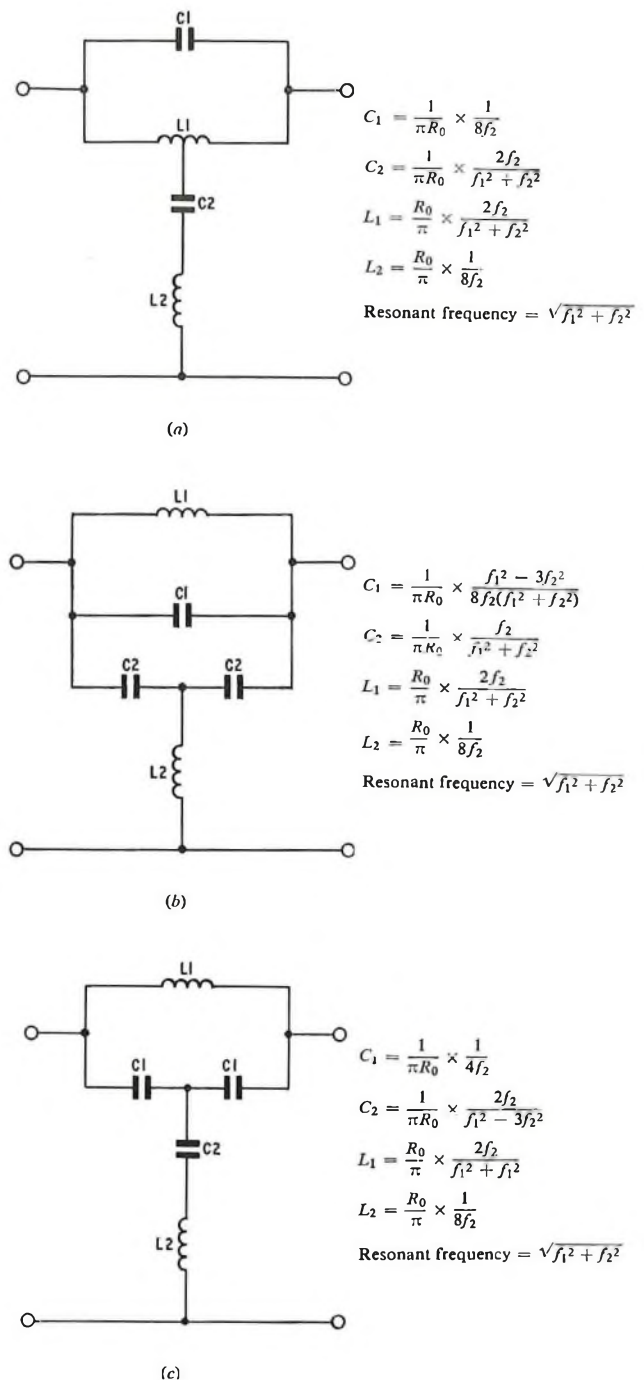 C1
L1
C2
L2
C₁ = 1/πR₀ × 1/8f₂
C₂ = 1/πR₀ × 2f₂/f₁² + f₂²
L₁ = R₀/π × 2f₂/f₁² + f₂²
L₂ = R₀/π × 1/8f₂
Resonant frequency = √f₁² + f₂²
(a)
L1
C1
C2 C2
L2
C₁ = 1/πR₀ × f₁² − 3f₂²/8f₂(f₁² + f₂²)
C₂ = 1/πR₀ × f₂/f₁² + f₂²
L₁ = R₀/π × 2f₂/f₁² + f₂²
L₂ = R₀/π × 1/8f₂
Resonant frequency = √f₁² + f₂²
(b)
L1
C1 C1
C2
L2
C₁ = 1/πR₀ × 1/4f₂
C₂ = 1/πR₀ × 2f₂/f₁² − 3f₂²
L₁ = R₀/π × 2f₂/f₁² + f₁²
L₂ = R₀/π × 1/8f₂
Resonant frequency = √f₁² + f₂²
(c)